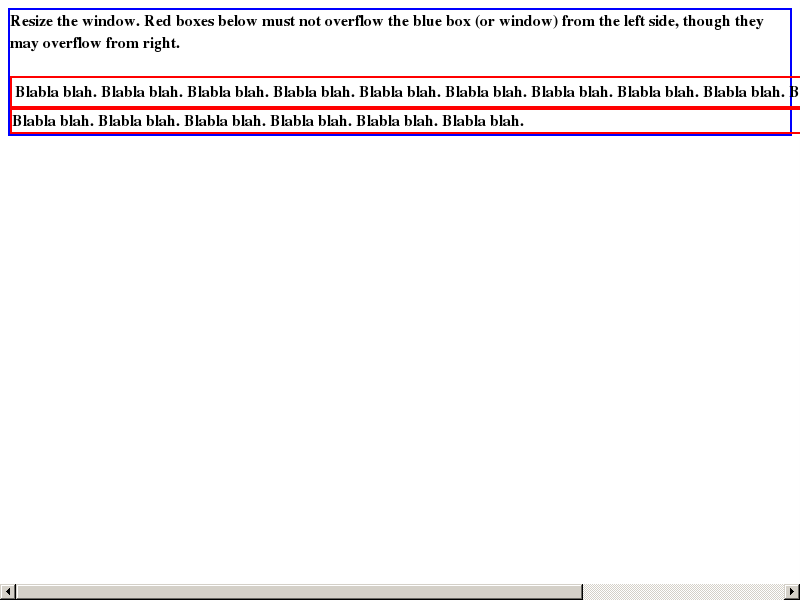 Resize the window. Red boxes below must not overflow the blue box (or window) from the left side, though they
may overflow from right.
Blabla blah. Blabla blah. Blabla blah. Blabla blah. Blabla blah. Blabla blah. Blabla blah. Blabla blah. Blabla blah. B
Blabla blah. Blabla blah. Blabla blah. Blabla blah. Blabla blah. Blabla blah.